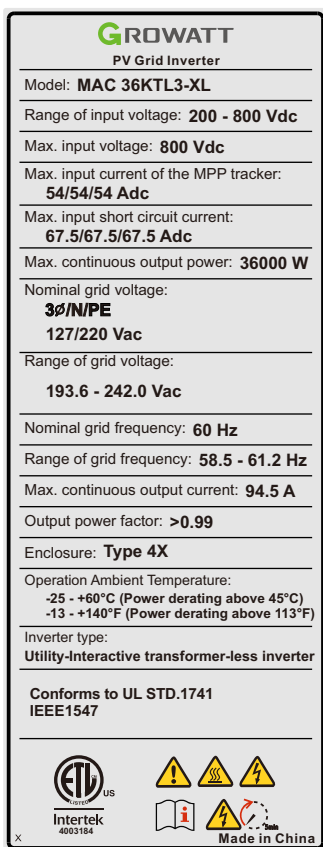 GROWATT
PV Grid Inverter
Model: MAC 36KTL3-XL
Range of input voltage: 200 - 800 Vdc
Max. input voltage: 800 Vdc
Max. input current of the MPP tracker:
54/54/54 Adc
Max. input short circuit current:
67.5/67.5/67.5 Adc
Max. continuous output power: 36000 W
Nominal grid voltage:
3ø/N/PE
127/220 Vac
Range of grid voltage:
193.6 - 242.0 Vac
Nominal grid frequency: 60 Hz
Range of grid frequency: 58.5 - 61.2 Hz
Max. continuous output current: 94.5 A
Output power factor: >0.99
Enclosure: Type 4X
Operation Ambient Temperature:
-25 - +60°C (Power derating above 45°C)
-13 - +140°F (Power derating above 113°F)
Inverter type:
Utility-Interactive transformer-less inverter
Conforms to UL STD.1741
IEEE1547
ETL
LISTED
US
Intertek
4003184
i
5min
X
Made in China